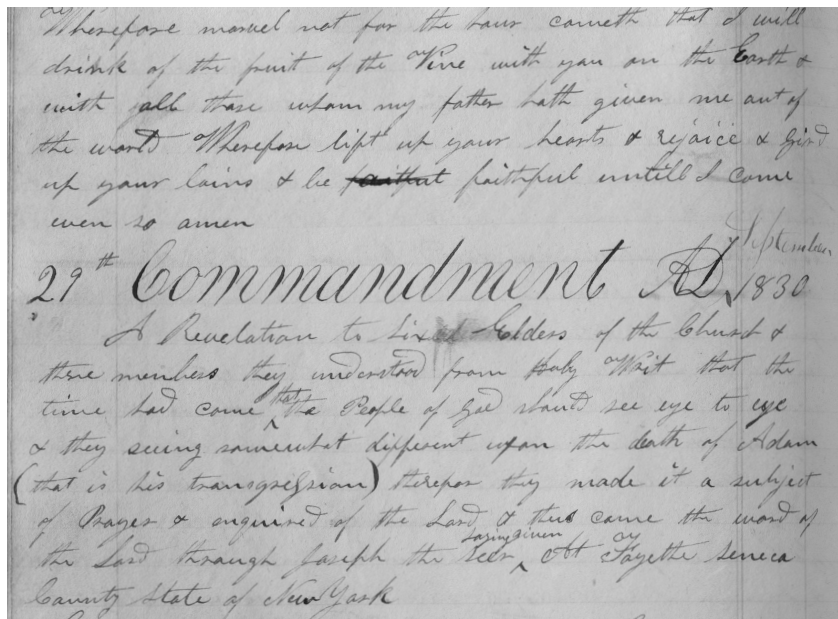 Wherefore marvel not for the hour cometh that I will
drink of the fruit of the Vine with you on the Earth &
with all those whom my father hath given me out of
the world Wherefore lift up your hearts & rejoice & gird
up your loins & be faithful faithful untill I come
even so amen
29th Commandment AD, 1830
September
A Revelation to six Elders of the Church &
three members they understood from Holy Writ that the
time had come that the People of God should see eye to eye
& they seeing somewhat different upon the death of Adam
(that is his transgression) therefor they made it a subject
of Prayer & enquired of the Lord & thus came the word of
the Lord through Joseph the seer saying given At Fayette Seneca
County State of New York